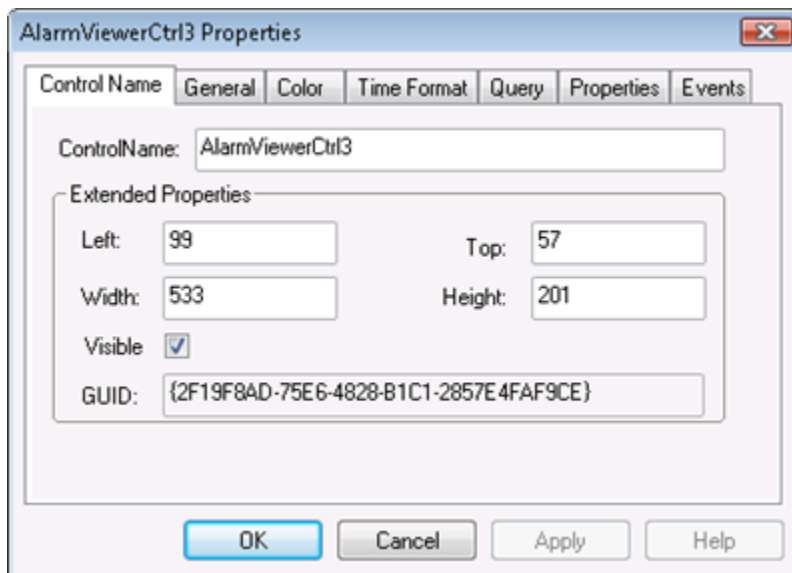 AlarmViewerCtrl3 Properties
Control Name General Color Time Format Query Properties Events
ControlName: AlarmViewerCtrl3
Extended Properties
Left: 99 Top: 57
Width: 533 Height: 201
Visible
GUID: {2F19F8AD-75E6-4828-B1C1-2857E4FAF9CE}
OK Cancel Apply Help